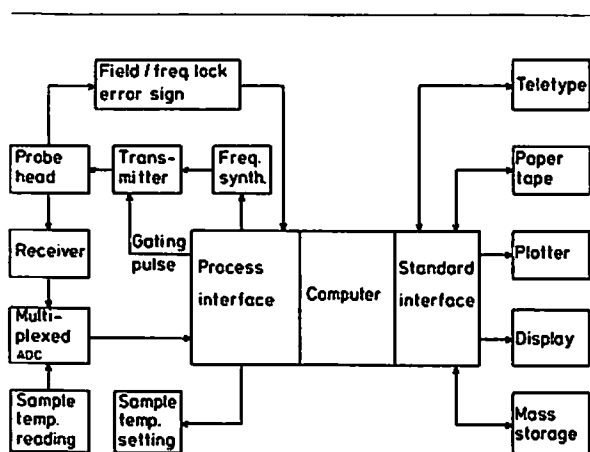 Field / freq. lock
error sign
Teletype
Probe
head
Trans-
mitter
Freq.
synth.
Paper
tape
Gating
pulse
Receiver
Process
interface
Computer
Standard
interface
Plotter
Multi-
plexed
ADC
Display
Sample
temp.
reading
Sample
temp.
setting
Mass
storage